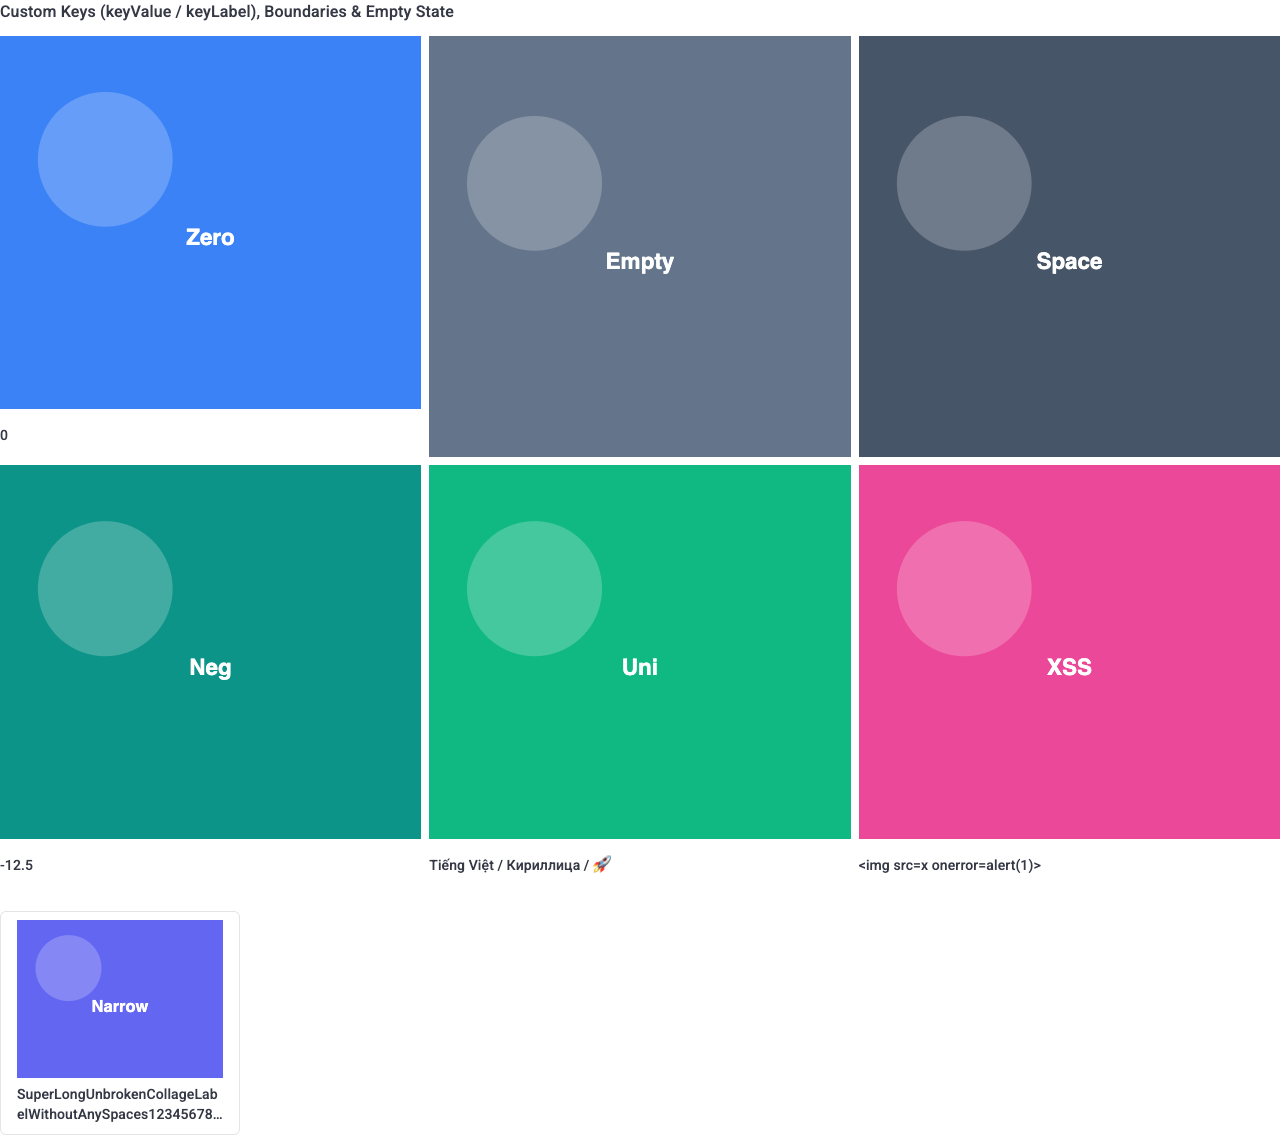 Custom Keys (keyValue / keyLabel), Boundaries & Empty State
Zero
Empty
Space
0
Neg
Uni
XSS
-12.5
Tiếng Việt / Кириллица / 🚀
<img src=x onerror=alert(1)>
Narrow
SuperLongUnbrokenCollageLab
elWithoutAnySpaces12345678…